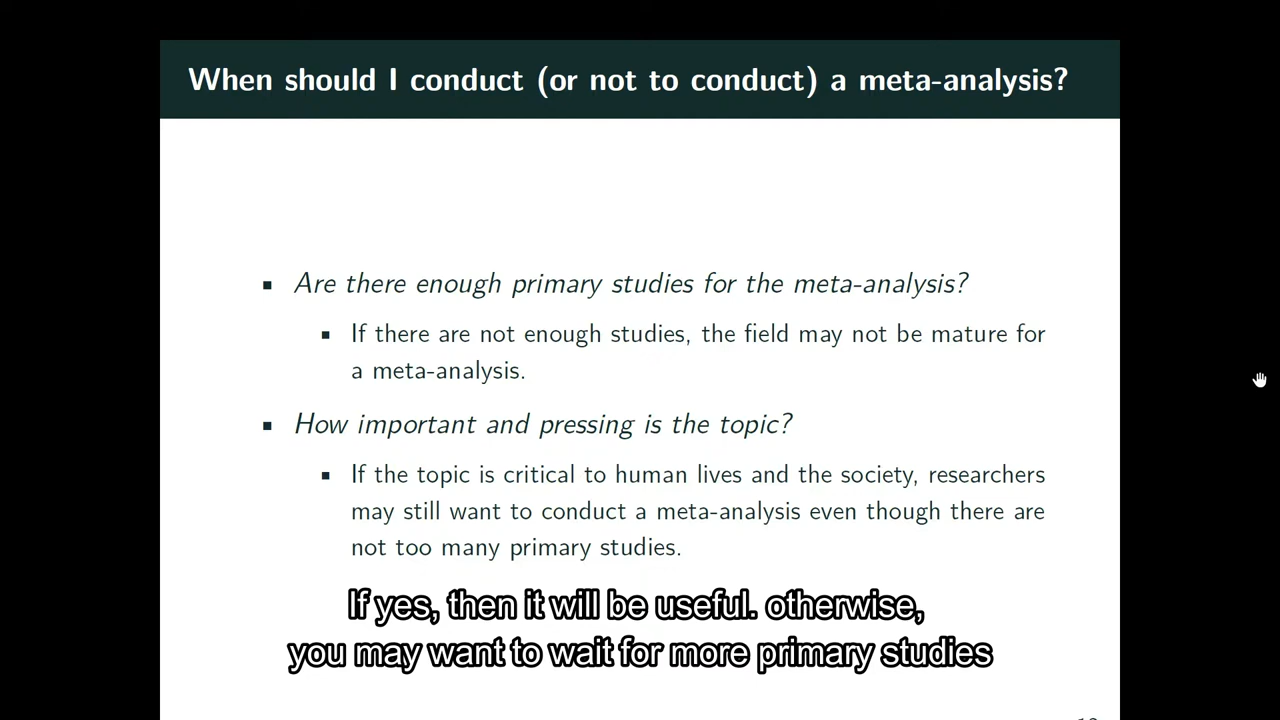 When should I conduct (or not to conduct) a meta-analysis?
Are there enough primary studies for the meta-analysis?
If there are not enough studies, the field may not be mature for
a meta-analysis.
How important and pressing is the topic?
If the topic is critical to human lives and the society, researchers
may still want to conduct a meta-analysis even though there are
not too many primary studies.
If yes, then it will be useful. otherwise,
you may want to wait for more primary studies